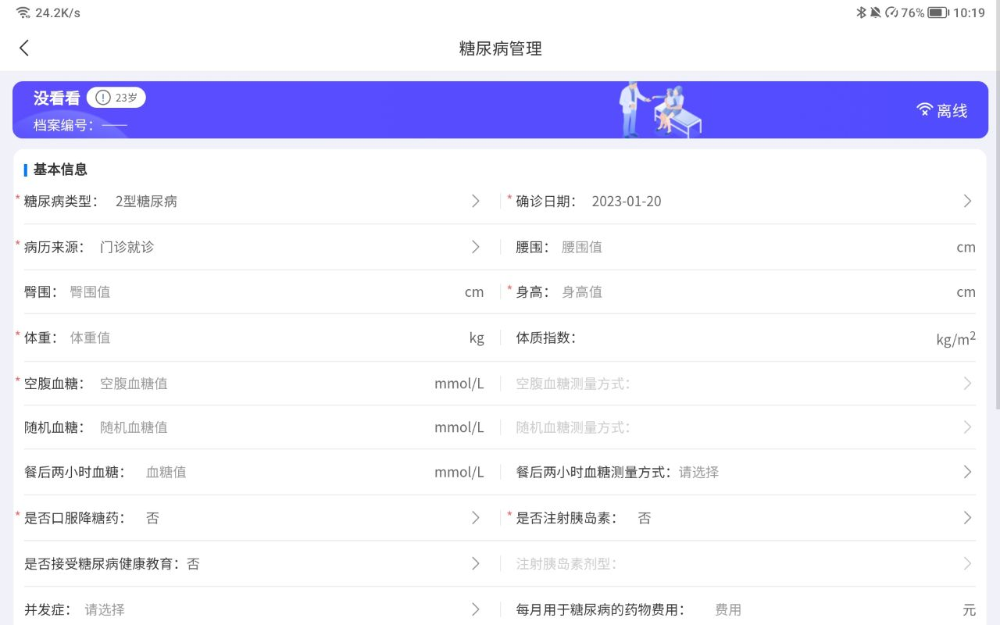 24.2K/s 76% 10:19
糖尿病管理
没看看 23岁
档案编号：——
离线
基本信息
* 糖尿病类型： 2型糖尿病 * 确诊日期： 2023-01-20
* 病历来源： 门诊就诊 腰围： 腰围值 cm
臀围： 臀围值 cm * 身高： 身高值 cm
* 体重： 体重值 kg 体质指数： kg/m²
* 空腹血糖： 空腹血糖值 mmol/L 空腹血糖测量方式：
随机血糖： 随机血糖值 mmol/L 随机血糖测量方式：
餐后两小时血糖： 血糖值 mmol/L 餐后两小时血糖测量方式：请选择
* 是否口服降糖药： 否 * 是否注射胰岛素： 否
是否接受糖尿病健康教育：否 注射胰岛素剂型：
并发症： 请选择 每月用于糖尿病的药物费用： 费用 元